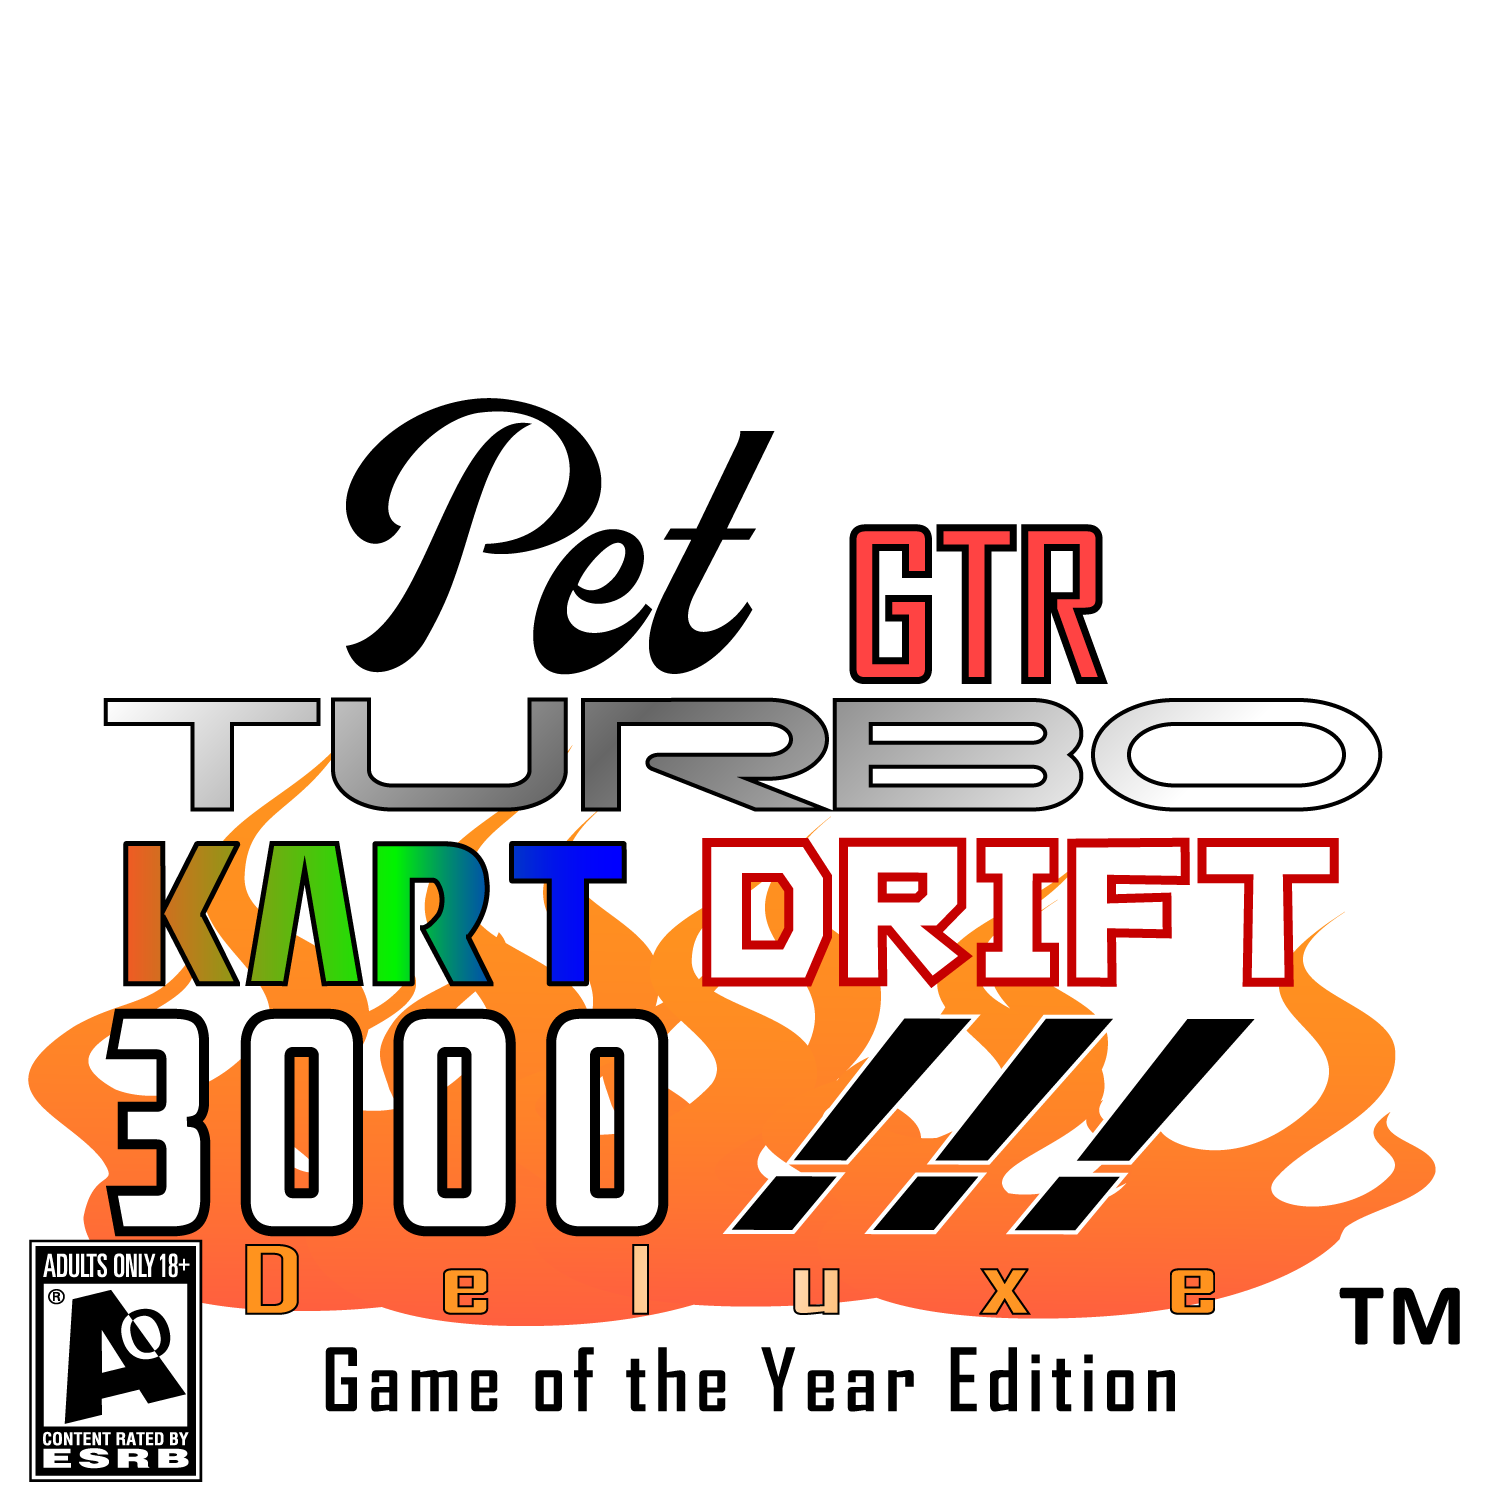 Pet GTR
TURBO
KART DRIFT
3000 !!!
Deluxe
TM
Game of the Year Edition
ADULTS ONLY 18+
®
AO
CONTENT RATED BY
ESRB